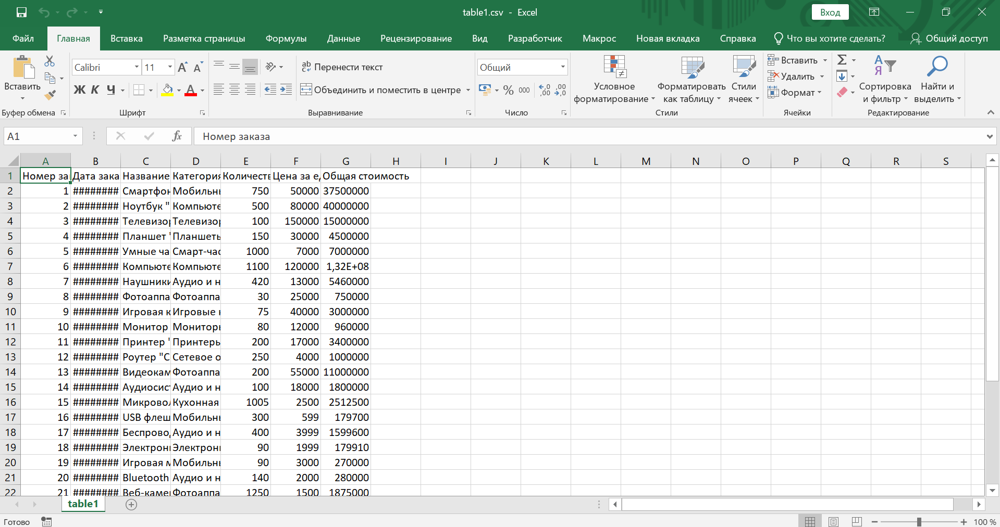 table1.csv - Excel
Вход
Файл Главная Вставка Разметка страницы Формулы Данные Рецензирование Вид Разработчик Макрос Новая вкладка Справка Что вы хотите сделать? Общий доступ
Calibri 11 Перенести текст Общий Вставить
Вставить Ж К Ч Объединить и поместить в центре % 000 Условное форматирование Форматировать как таблицу Стили ячеек Удалить Формат Сортировка и фильтр Найти и выделить
Буфер обмена Шрифт Выравнивание Число Стили Ячейки Редактирование
A1 fx Номер заказа
A B C D E F G H I J K L M N O P Q R S
1 Номер за Дата зака Название Категория Количеств Цена за ед Общая стоимость
2 1 ######## Смартфон Мобильны 750 50000 37500000
3 2 ######## Ноутбук " Компьюте 500 80000 40000000
4 3 ######## Телевизор Телевизор 100 150000 15000000
5 4 ######## Планшет " Планшеты 150 30000 4500000
6 5 ######## Умные ча Смарт-час 1000 7000 7000000
7 6 ######## Компьюте Компьюте 1100 120000 1,32E+08
8 7 ######## Наушники Аудио и н 420 13000 5460000
9 8 ######## Фотоаппа Фотоаппа 30 25000 750000
10 9 ######## Игровая к Игровые к 75 40000 3000000
11 10 ######## Монитор Мониторы 80 12000 960000
12 11 ######## Принтер " Принтеры 200 17000 3400000
13 12 ######## Роутер "C Сетевое о 250 4000 1000000
14 13 ######## Видеокам Фотоаппа 200 55000 11000000
15 14 ######## Аудиосист Аудио и н 100 18000 1800000
16 15 ######## Микровол Кухонная 1005 2500 2512500
17 16 ######## USB флеш Мобильны 300 599 179700
18 17 ######## Беспровод Аудио и н 400 3999 1599600
19 18 ######## Электронн Электронн 90 1999 179910
20 19 ######## Игровая м Мобильны 90 3000 270000
21 20 ######## Bluetooth Аудио и н 140 2000 280000
22 21 ######## Веб-камер Фотоаппа 1250 1500 1875000
table1
Готово 100 %